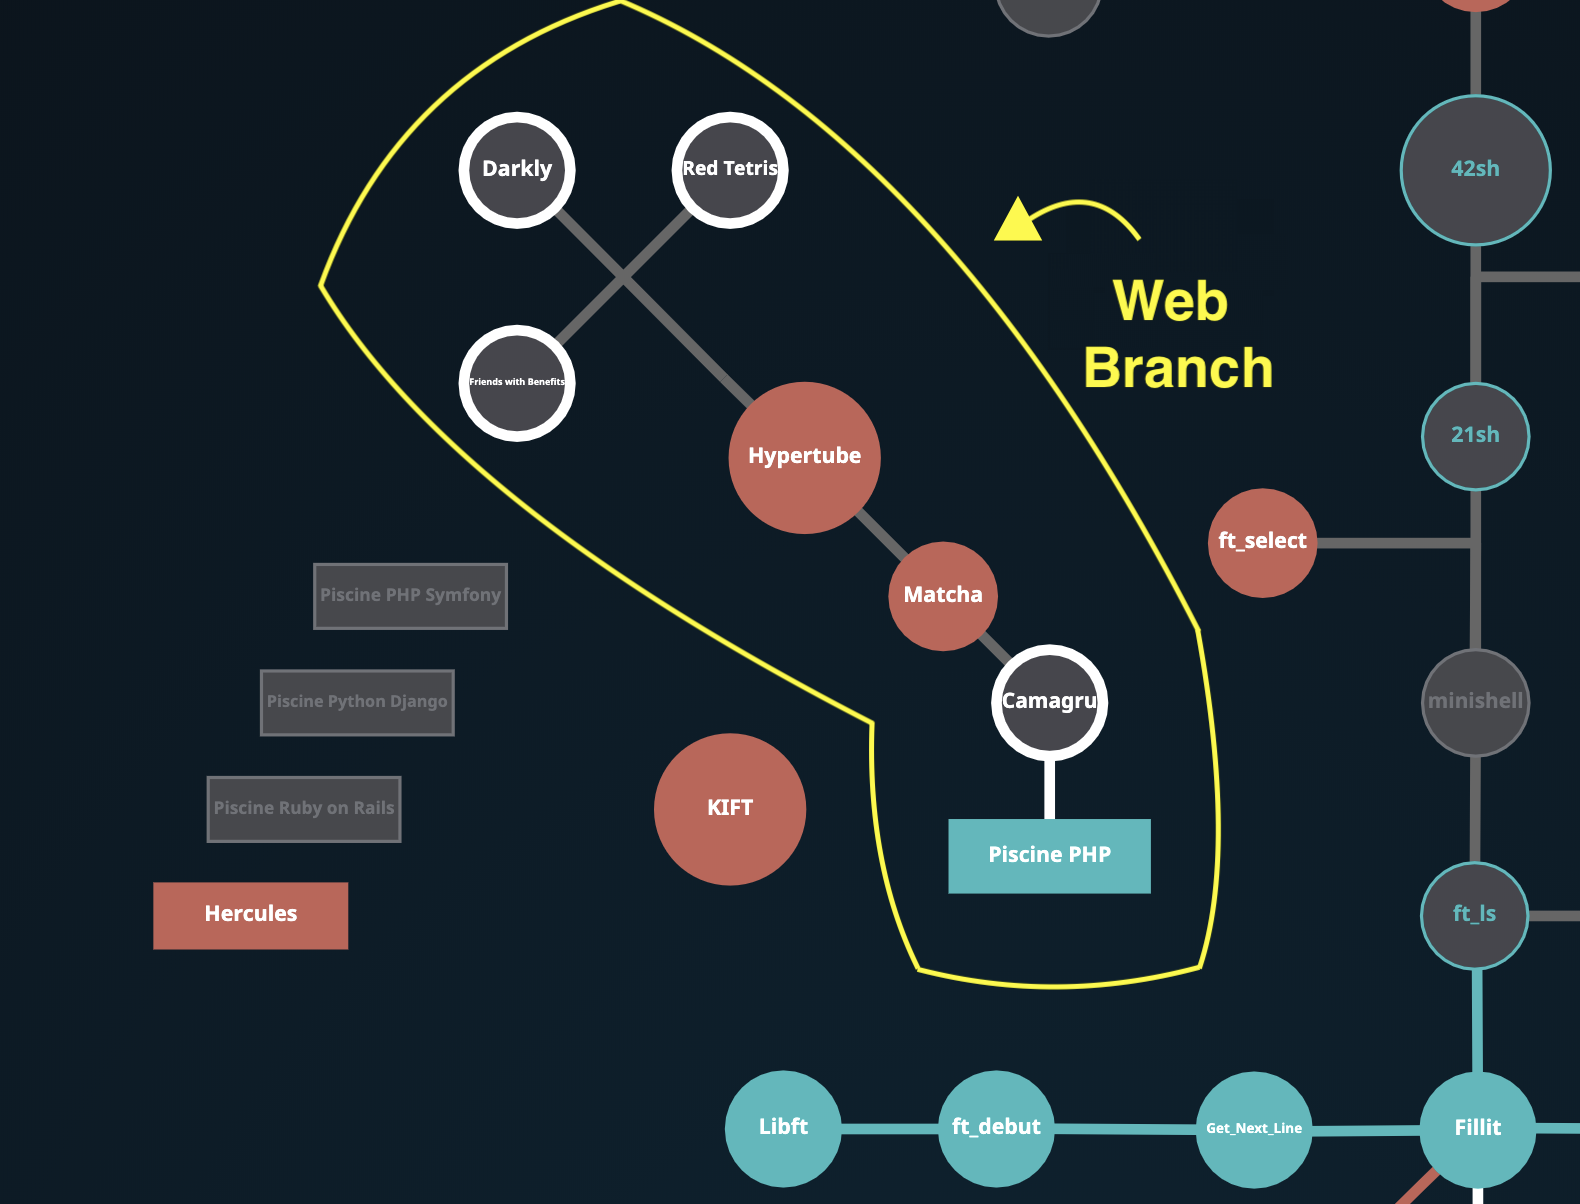 Darkly
Red Tetris
42sh
Web
Branch
Friends with Benefits
21sh
Hypertube
ft_select
Matcha
Piscine PHP Symfony
Piscine Python Django
Camagru
minishell
Piscine Ruby on Rails
KIFT
Piscine PHP
Hercules
ft_ls
Libft
ft_debut
Get_Next_Line
Fillit